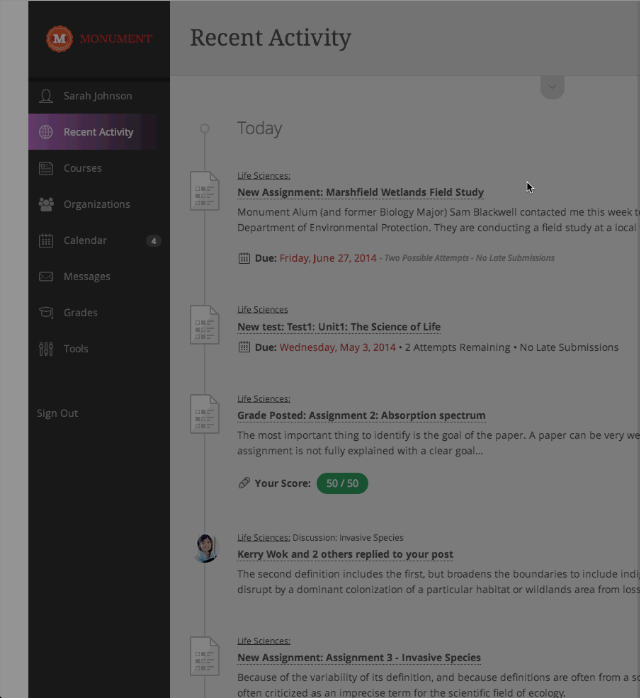 M MONUMENT
Recent Activity
Sarah Johnson
Recent Activity
Courses
Organizations
Calendar 4
Messages
Grades
Tools
Sign Out
Today
Life Sciences:
New Assignment: Marshfield Wetlands Field Study
Monument Alum (and former Biology Major) Sam Blackwell contacted me this week to
Department of Environmental Protection. They are conducting a field study at a local
Due: Friday, June 27, 2014 - Two Possible Attempts - No Late Submissions
Life Sciences
New test: Test1: Unit1: The Science of Life
Due: Wednesday, May 3, 2014 • 2 Attempts Remaining • No Late Submissions
Life Sciences:
Grade Posted: Assignment 2: Absorption spectrum
The most important thing to identify is the goal of the paper. A paper can be very we
assignment is not fully explained with a clear goal...
Your Score: 50 / 50
Life Sciences: Discussion: Invasive Species
Kerry Wok and 2 others replied to your post
The second definition includes the first, but broadens the boundaries to include indi
disrupt by a dominant colonization of a particular habitat or wildlands area from loss
Life Sciences:
New Assignment: Assignment 3 - Invasive Species
Because of the variability of its definition, and because definitions are often from a so
often criticized as an imprecise term for the scientific field of ecology.